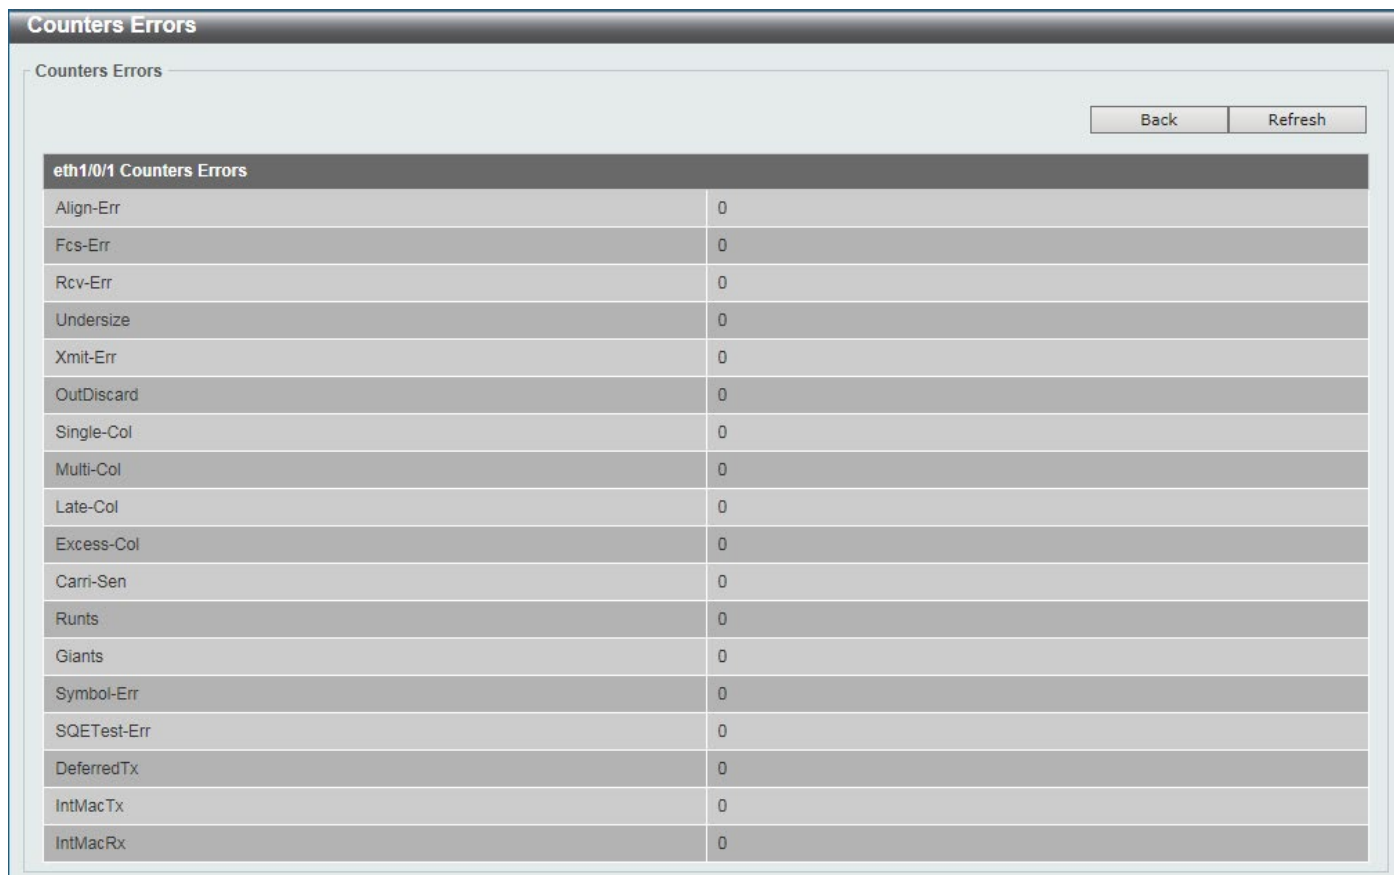 Counters Errors
Counters Errors
Back Refresh
eth1/0/1 Counters Errors
Align-Err 0
Fcs-Err 0
Rcv-Err 0
Undersize 0
Xmit-Err 0
OutDiscard 0
Single-Col 0
Multi-Col 0
Late-Col 0
Excess-Col 0
Carri-Sen 0
Runts 0
Giants 0
Symbol-Err 0
SQETest-Err 0
DeferredTx 0
IntMacTx 0
IntMacRx 0